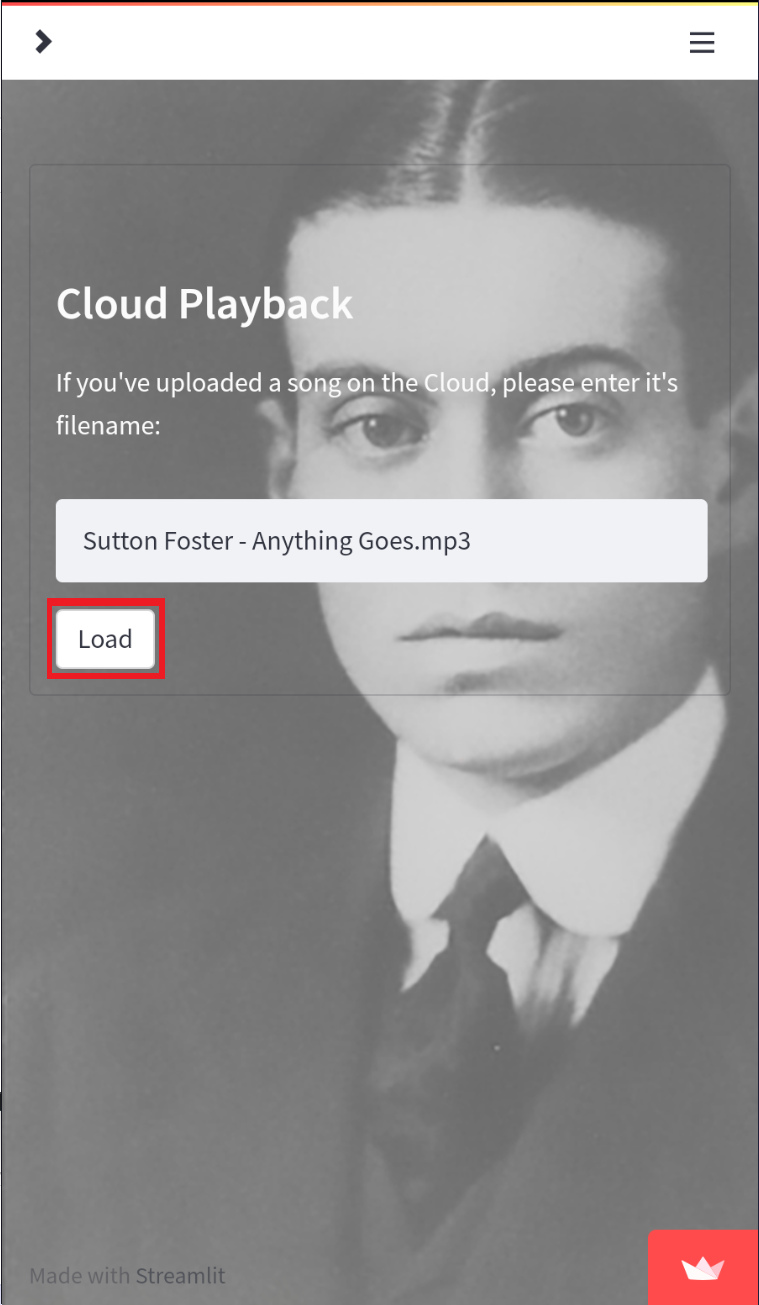 Cloud Playback
If you've uploaded a song on the Cloud, please enter it's
filename:
Sutton Foster - Anything Goes.mp3
Load
Made with Streamlit